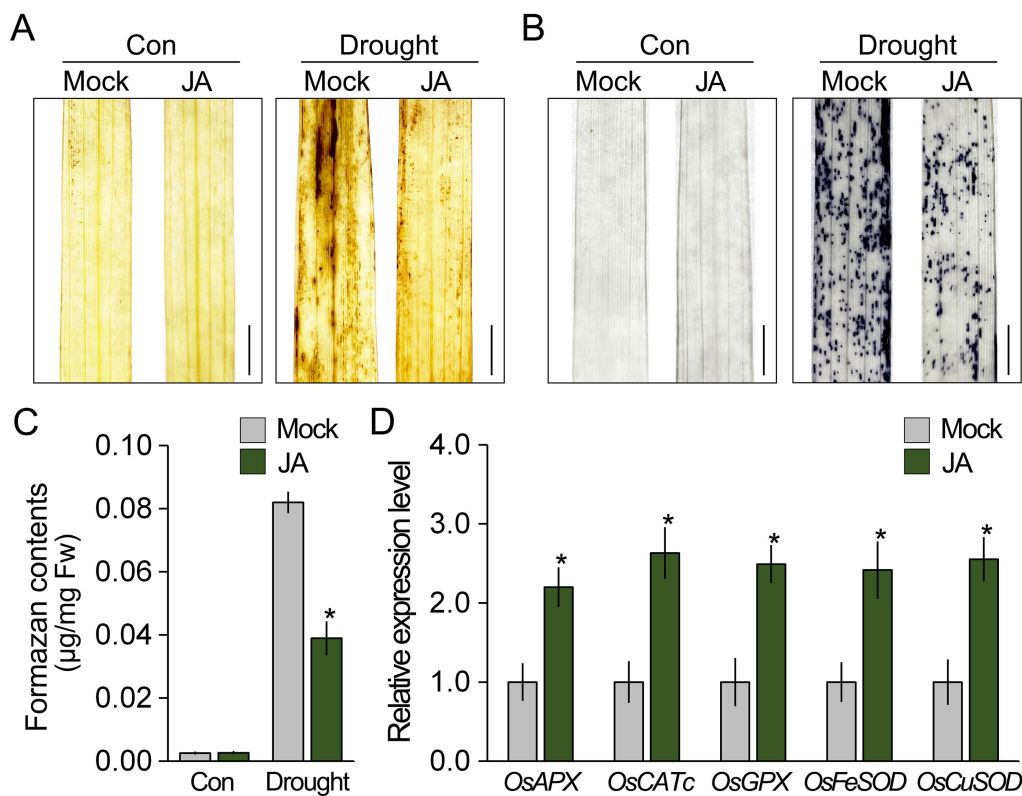 A
Con
Drought
Mock JA
Mock JA
B
Con
Drought
Mock JA
Mock JA
C
Mock
JA
Formazan contents
(µg/mg Fw)
0.10
0.08
0.06
0.04
0.02
0.00
*
Con
Drought
D
Mock
JA
Relative expression level
4.0
3.0
2.0
1.0
0.0
* * * * *
OsAPX OsCATc OsGPX OsFeSOD OsCuSOD